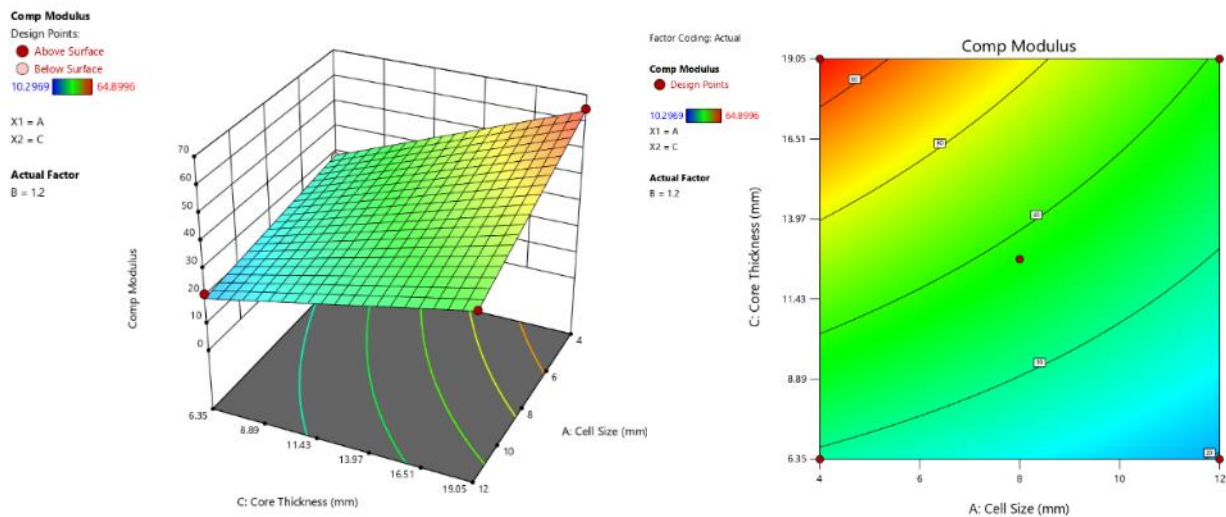 Comp Modulus
Design Points:
Above Surface
Below Surface
10.2969 64.8996
X1 = A
X2 = C
Actual Factor
B = 1.2
70
60
50
40
30
20
10
0
Comp Modulus
6.35
8.89
11.43
13.97
16.51
19.05
C: Core Thickness (mm)
4
6
8
10
12
A: Cell Size (mm)
Factor Coding: Actual
Comp Modulus
Design Points
10.2969 64.8996
X1 = A
X2 = C
Comp Modulus
Actual Factor
B = 1.2
19.05
16.51
13.97
11.43
8.89
6.35
C: Core Thickness (mm)
4 6 8 10 12
A: Cell Size (mm)